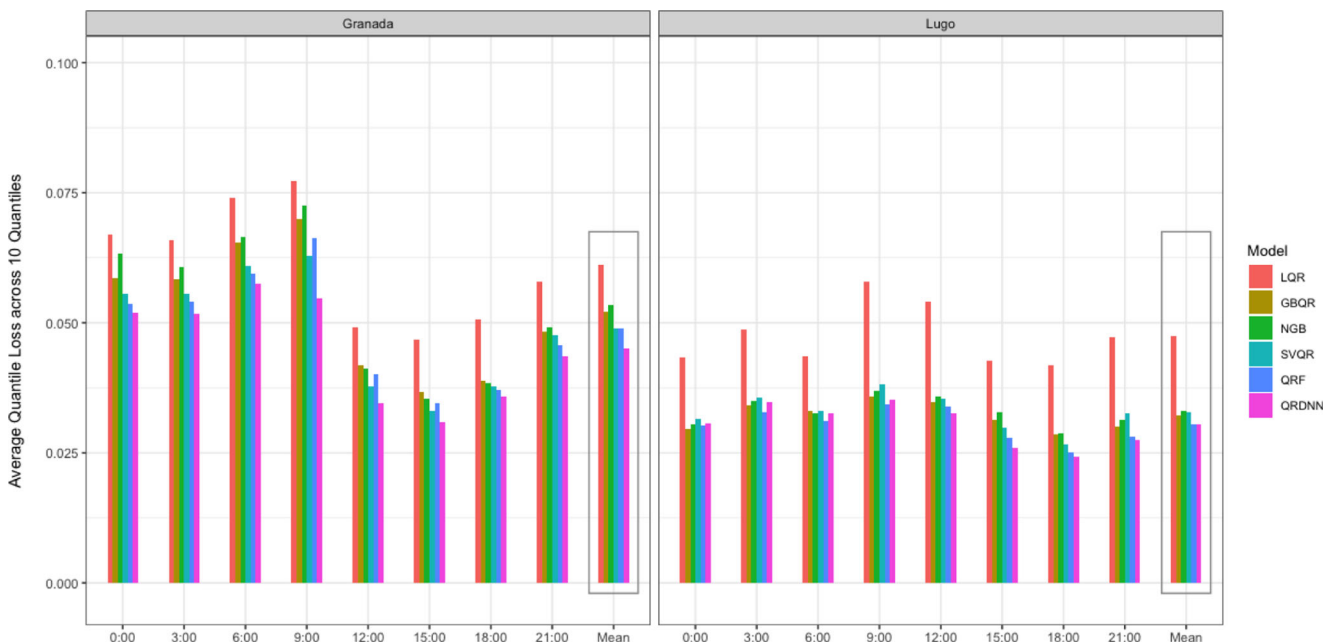 Granada
Lugo
Average Quantile Loss across 10 Quantiles
0.100
0.075
0.050
0.025
0.000
0:00 3:00 6:00 9:00 12:00 15:00 18:00 21:00 Mean
0:00 3:00 6:00 9:00 12:00 15:00 18:00 21:00 Mean
Model
LQR
GBQR
NGB
SVQR
QRF
QRDNN